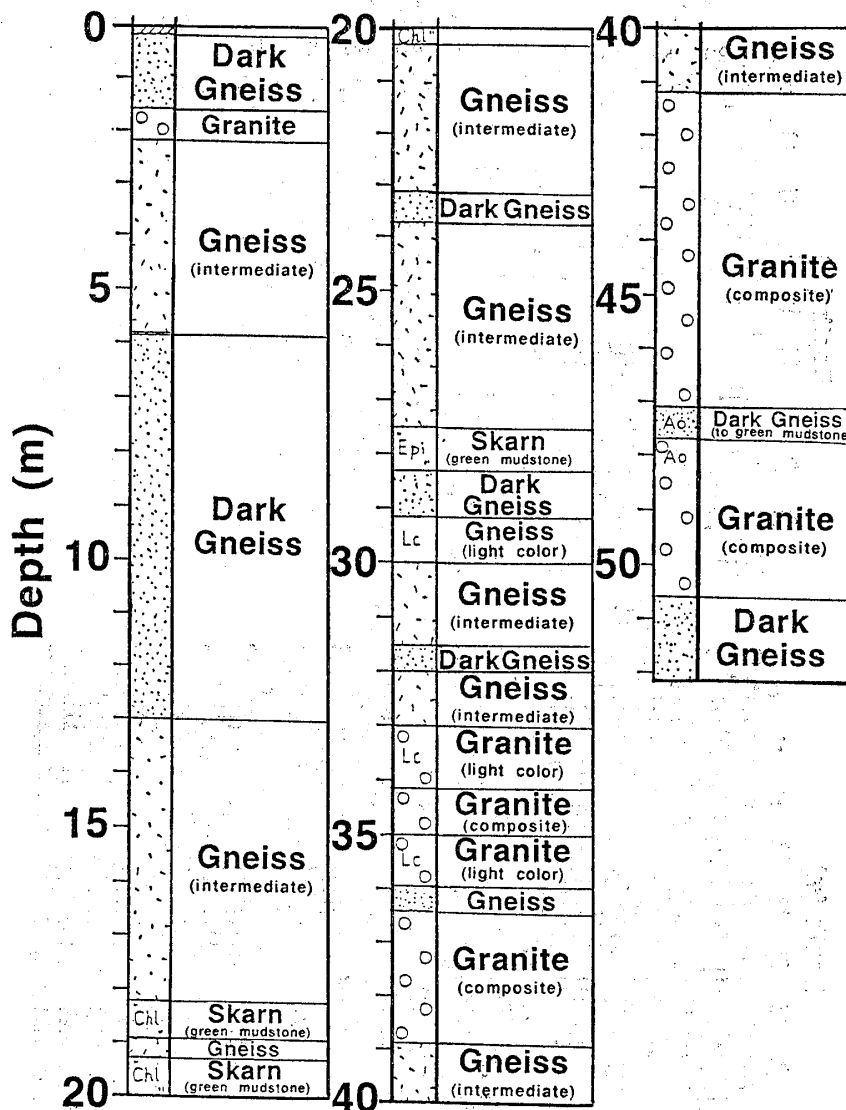 Depth (m)
0
Dark
Gneiss
Granite
Gneiss
(intermediate)
5
Dark
Gneiss
10
15
Gneiss
(intermediate)
Chl
Skarn
(green mudstone)
Gneiss
Chl
Skarn
(green mudstone)
20
20
Chl
Gneiss
(intermediate)
Dark Gneiss
25
Gneiss
(intermediate)
Epi
Skarn
(green mudstone)
Dark
Gneiss
Lc
Gneiss
(light color)
30
Gneiss
(intermediate)
Dark Gneiss
Gneiss
(intermediate)
Granite
Lc
(light color)
Granite
(composite)
35
Granite
Lc
(light color)
Gneiss
Granite
(composite)
Gneiss
(intermediate)
40
40
Gneiss
(intermediate)
Granite
45
(composite)
Ao
Dark Gneiss
(to green mudstone
Ao
Granite
(composite)
50
Dark
Gneiss